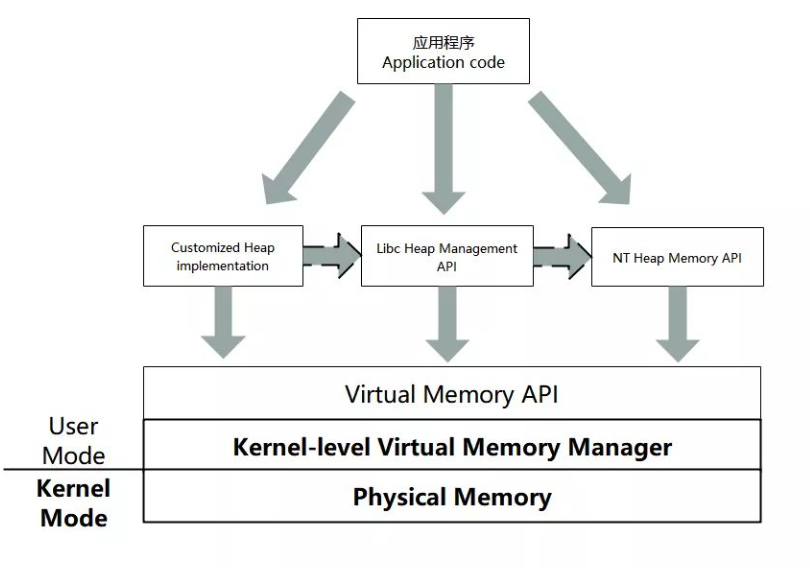 应用程序
Application code
Customized Heap
implementation
Libc Heap Management
API
NT Heap Memory API
Virtual Memory API
User
Mode
Kernel-level Virtual Memory Manager
Kernel
Mode
Physical Memory